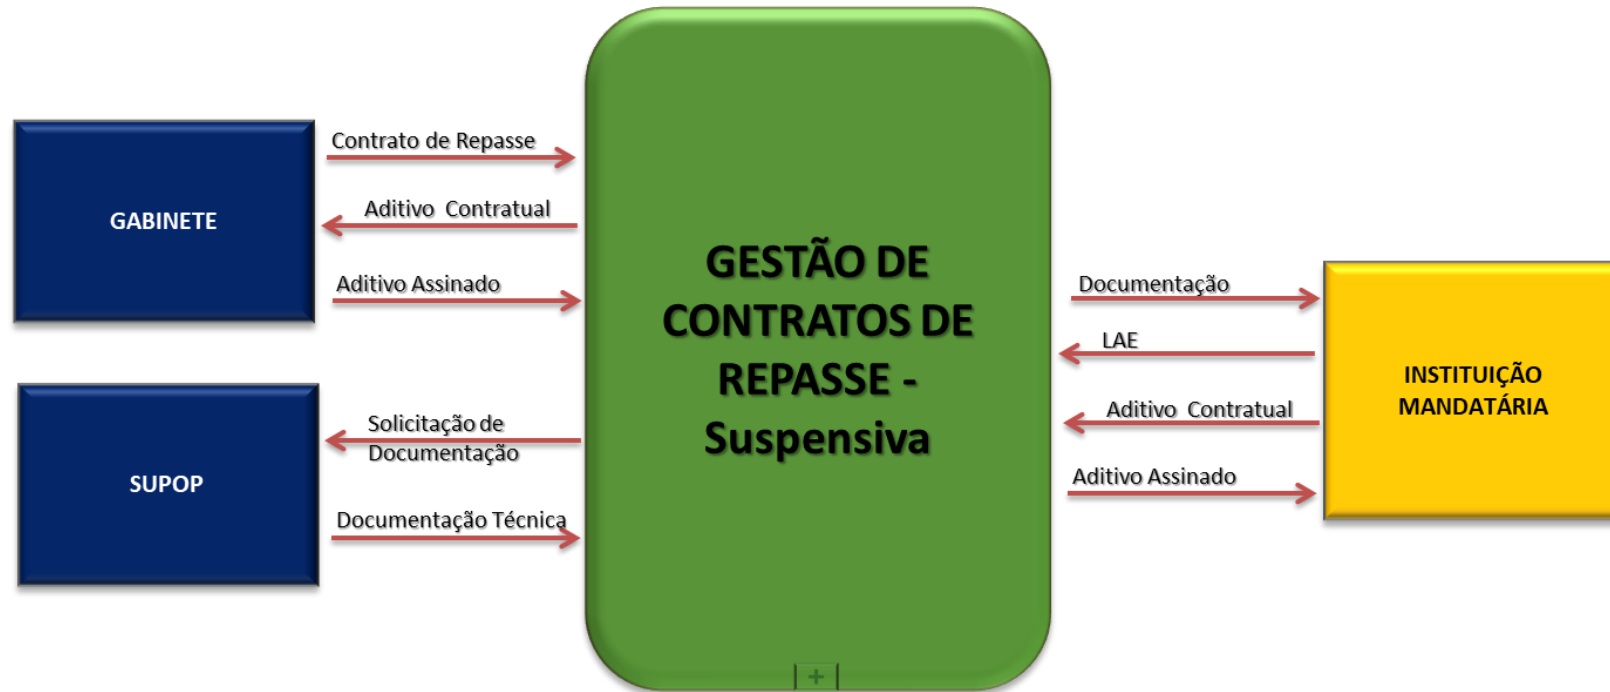 GABINETE
Contrato de Repasse
Aditivo Contratual
Aditivo Assinado
SUPOP
Solicitação de
Documentação
Documentação Técnica
GESTÃO DE
CONTRATOS DE
REPASSE -
Suspensiva
+
Documentação
LAE
Aditivo Contratual
Aditivo Assinado
INSTITUIÇÃO
MANDATÁRIA